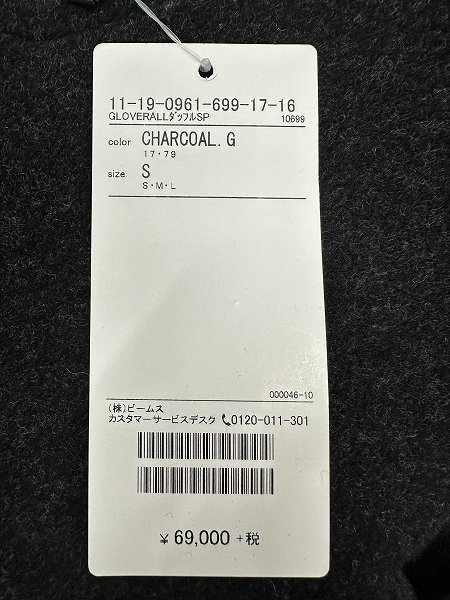 11-19-0961-699-17-16
GLOVERALLﾀﾞｯﾌﾙSP 10699
color CHARCOAL.G
17・79
size S
S・M・L
000046-10
(株)ビームス
カスタマーサービスデスク 📞0120-011-301
¥ 69,000 +税